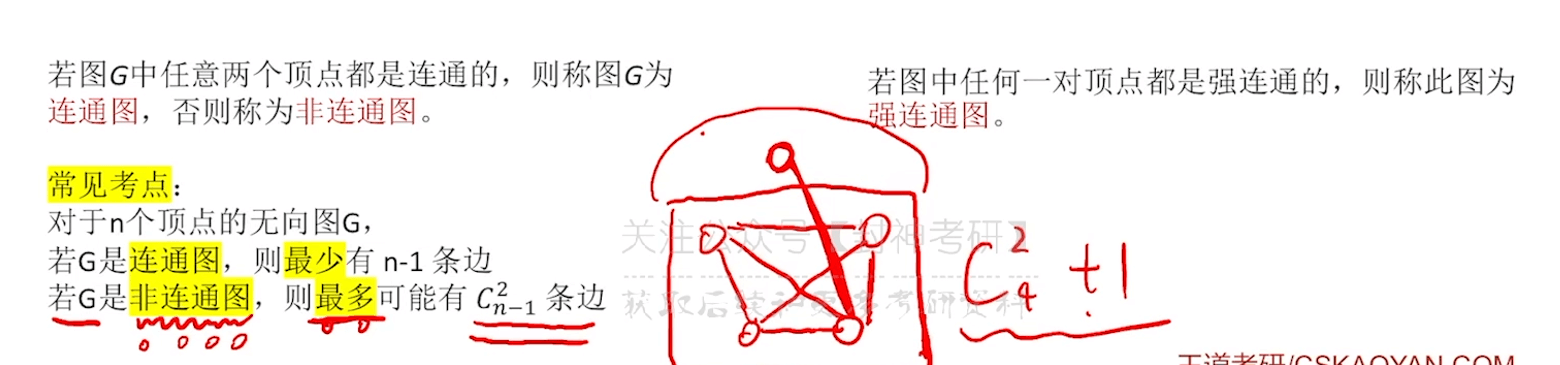 若图G中任意两个顶点都是连通的，则称图G为
连通图，否则称为非连通图。
若图中任何一对顶点都是强连通的，则称此图为
强连通图。
常见考点：
对于n个顶点的无向图G，
若G是连通图，则最少有 n-1 条边
若G是非连通图，则最多可能有 C²ₙ₋₁ 条边
关注公众号【封神考研】
获取后续和更多考研资料
C²₄ +1
王道考研/CSKAOYAN.COM